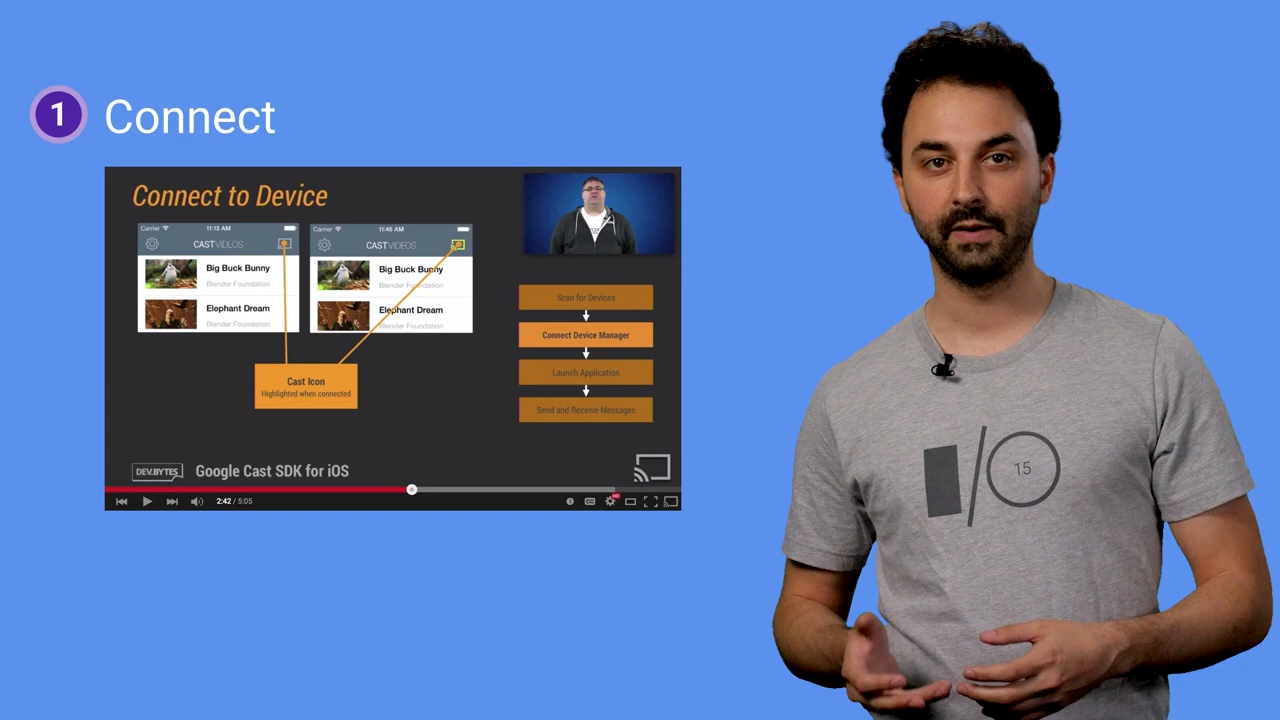 1 Connect
Connect to Device
Carrier 11:13 AM
CASTVIDEOS
Big Buck Bunny
Blender Foundation
Elephant Dream
Blender Foundation
Carrier 11:45 AM
CASTVIDEOS
Big Buck Bunny
Blender Foundation
Elephant Dream
Blender Foundation
Cast Icon
Highlighted when connected
Scan for Devices
Connect Device Manager
Launch Application
Send and Receive Messages
DEV.BYTES Google Cast SDK for iOS
2:42 / 5:05
CC
HD
I/O 15